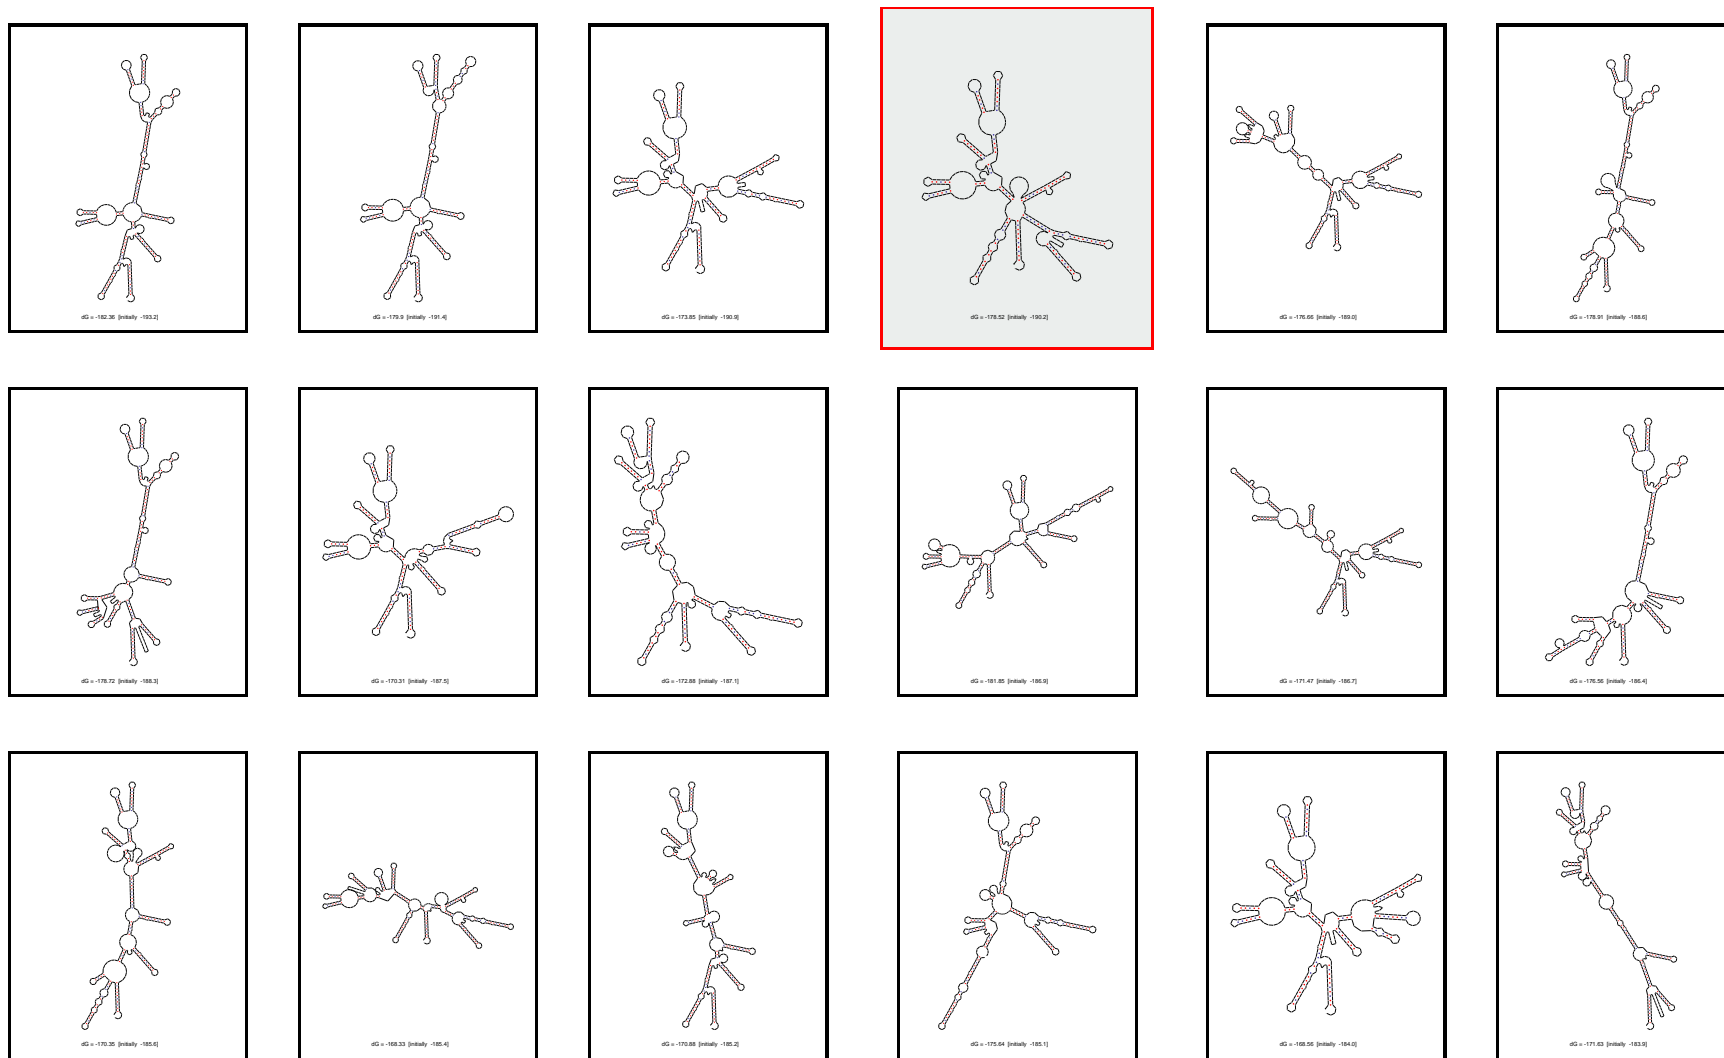 dG = -182.36 [initially -193.2]
dG = -179.9 [initially -191.4]
dG = -173.85 [initially -190.9]
dG = -178.52 [initially -190.2]
dG = -176.66 [initially -189.0]
dG = -178.91 [initially -188.6]
dG = -178.72 [initially -188.3]
dG = -170.31 [initially -187.5]
dG = -172.88 [initially -187.1]
dG = -181.85 [initially -186.9]
dG = -171.47 [initially -186.7]
dG = -176.56 [initially -186.4]
dG = -170.35 [initially -185.6]
dG = -168.33 [initially -185.4]
dG = -170.88 [initially -185.2]
dG = -175.64 [initially -185.1]
dG = -168.56 [initially -184.0]
dG = -171.63 [initially -183.9]